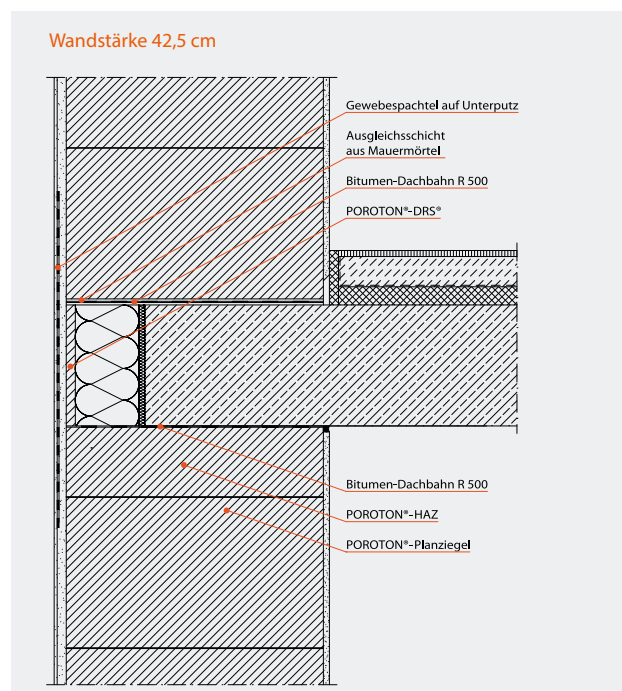 Wandstärke 42,5 cm
Gewebespachtel auf Unterputz
Ausgleichsschicht
aus Mauermörtel
Bitumen-Dachbahn R 500
POROTON®-DRS®
Bitumen-Dachbahn R 500
POROTON®-HAZ
POROTON®-Planziegel